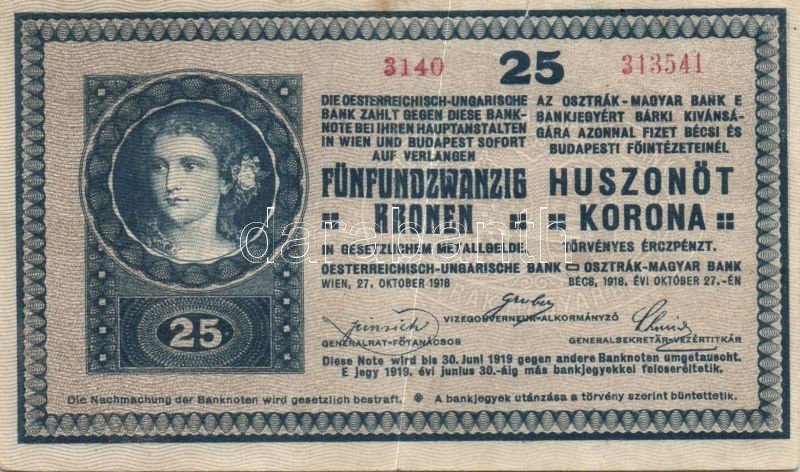 3140 25 313541
DIE OESTERREICHISCH-UNGARISCHE
BANK ZAHLT GEGEN DIESE BANK-
NOTE BEI IHREN HAUPTANSTALTEN
IN WIEN UND BUDAPEST SOFORT
AUF VERLANGEN
FÜNFUNDZWANZIG
KRONEN
IN GESETZLICHEM METALLGELDE.
OESTERREICHISCH-UNGARISCHE BANK
WIEN, 27. OKTOBER 1918
AZ OSZTRÁK-MAGYAR BANK E
BANKJEGYÉRT BÁRKI KIVÁNSÁ-
GÁRA AZONNAL FIZET BÉCSI ÉS
BUDAPESTI FŐINTÉZETEINÉL
HUSZONÖT
KORONA
TÖRVÉNYES ÉRCZPÉNZT.
OSZTRÁK-MAGYAR BANK
BÉCS, 1918. ÉVI OKTÓBER 27.-ÉN
Gruber
VIZEGOUVERNEUR-ALKORMÁNYZÓ
GENERALRAT-FŐTANÁCSOS
GENERALSEKRETÄR-VEZÉRTITKÁR
25
Diese Note wird bis 30. Juni 1919 gegen andere Banknoten umgetauscht.
E jegy 1919. évi junius 30.-áig más bankjegyekkel felcseréltetik.
Die Nachmachung der Banknoten wird gesetzlich bestraft. A bankjegyek utánzása a törvény szerint büntettetik.
darabanth